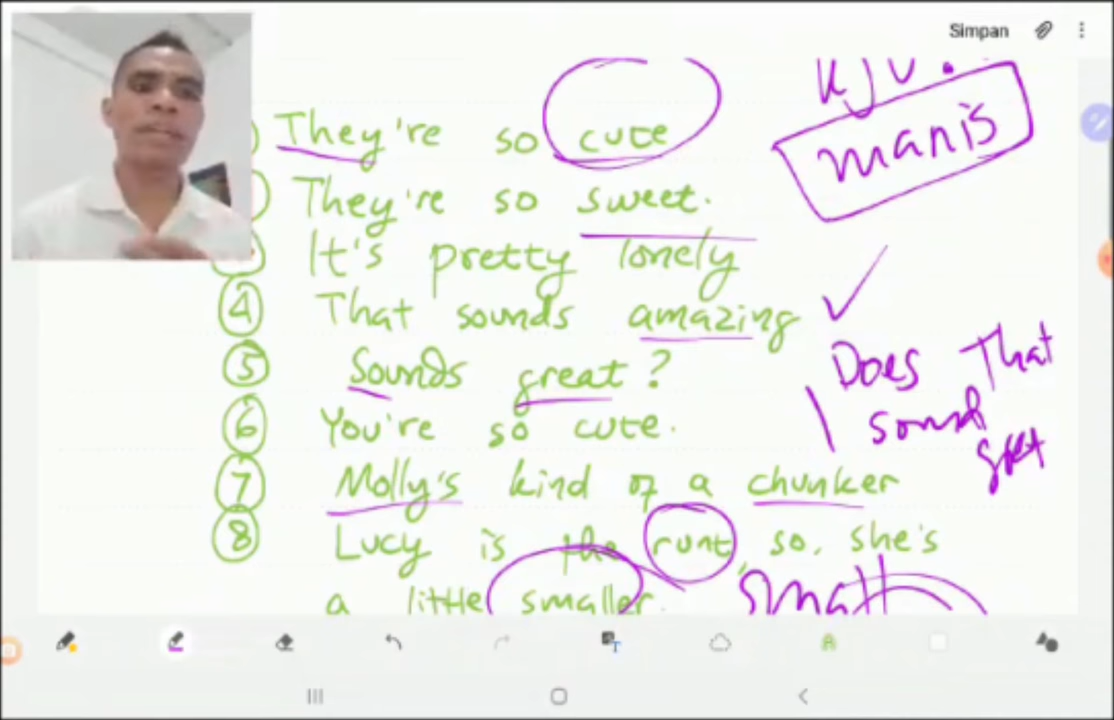 Simpan
They're so cute
manis
They're so sweet.
It's pretty lonely
4 That sounds amazing
5 Sounds great?
Does That
sound
6 You're so cute.
7 Molly's kind of a chunker
8 Lucy is the runt, so, she's
a little smaller.
small